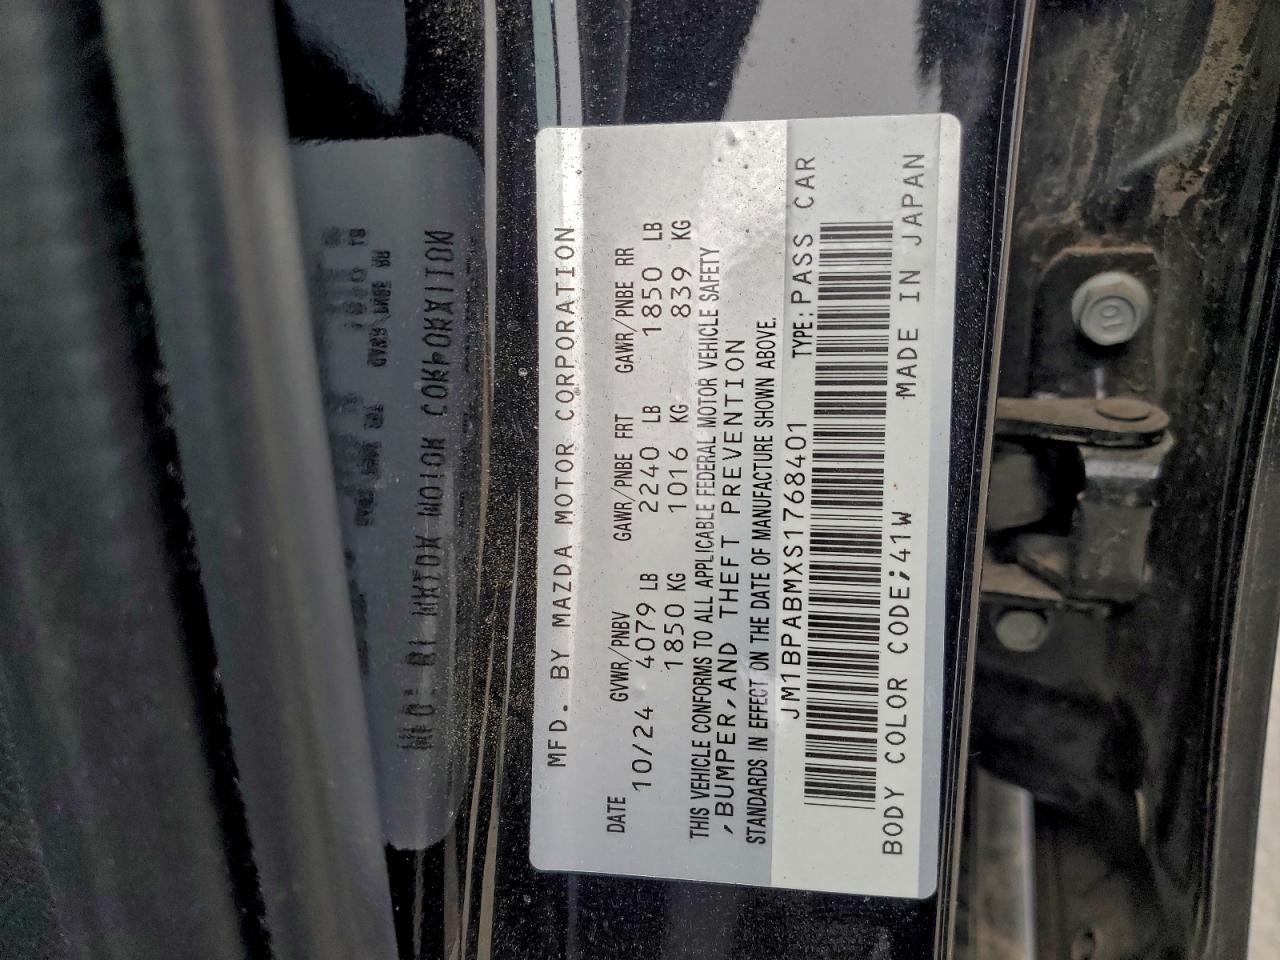 MFD. BY MAZDA MOTOR CORPORATION
DATE GVWR/PNBV GAWR/PNBE FRT GAWR/PNBE RR
10/24 4079 LB 2240 LB 1850 LB
1850 KG 1016 KG 839 KG
THIS VEHICLE CONFORMS TO ALL APPLICABLE FEDERAL MOTOR VEHICLE SAFETY
,BUMPER,AND THEFT PREVENTION
STANDARDS IN EFFECT ON THE DATE OF MANUFACTURE SHOWN ABOVE.
JM1BPABMXS1768401 TYPE:PASS CAR
BODY COLOR CODE;41W MADE IN JAPAN